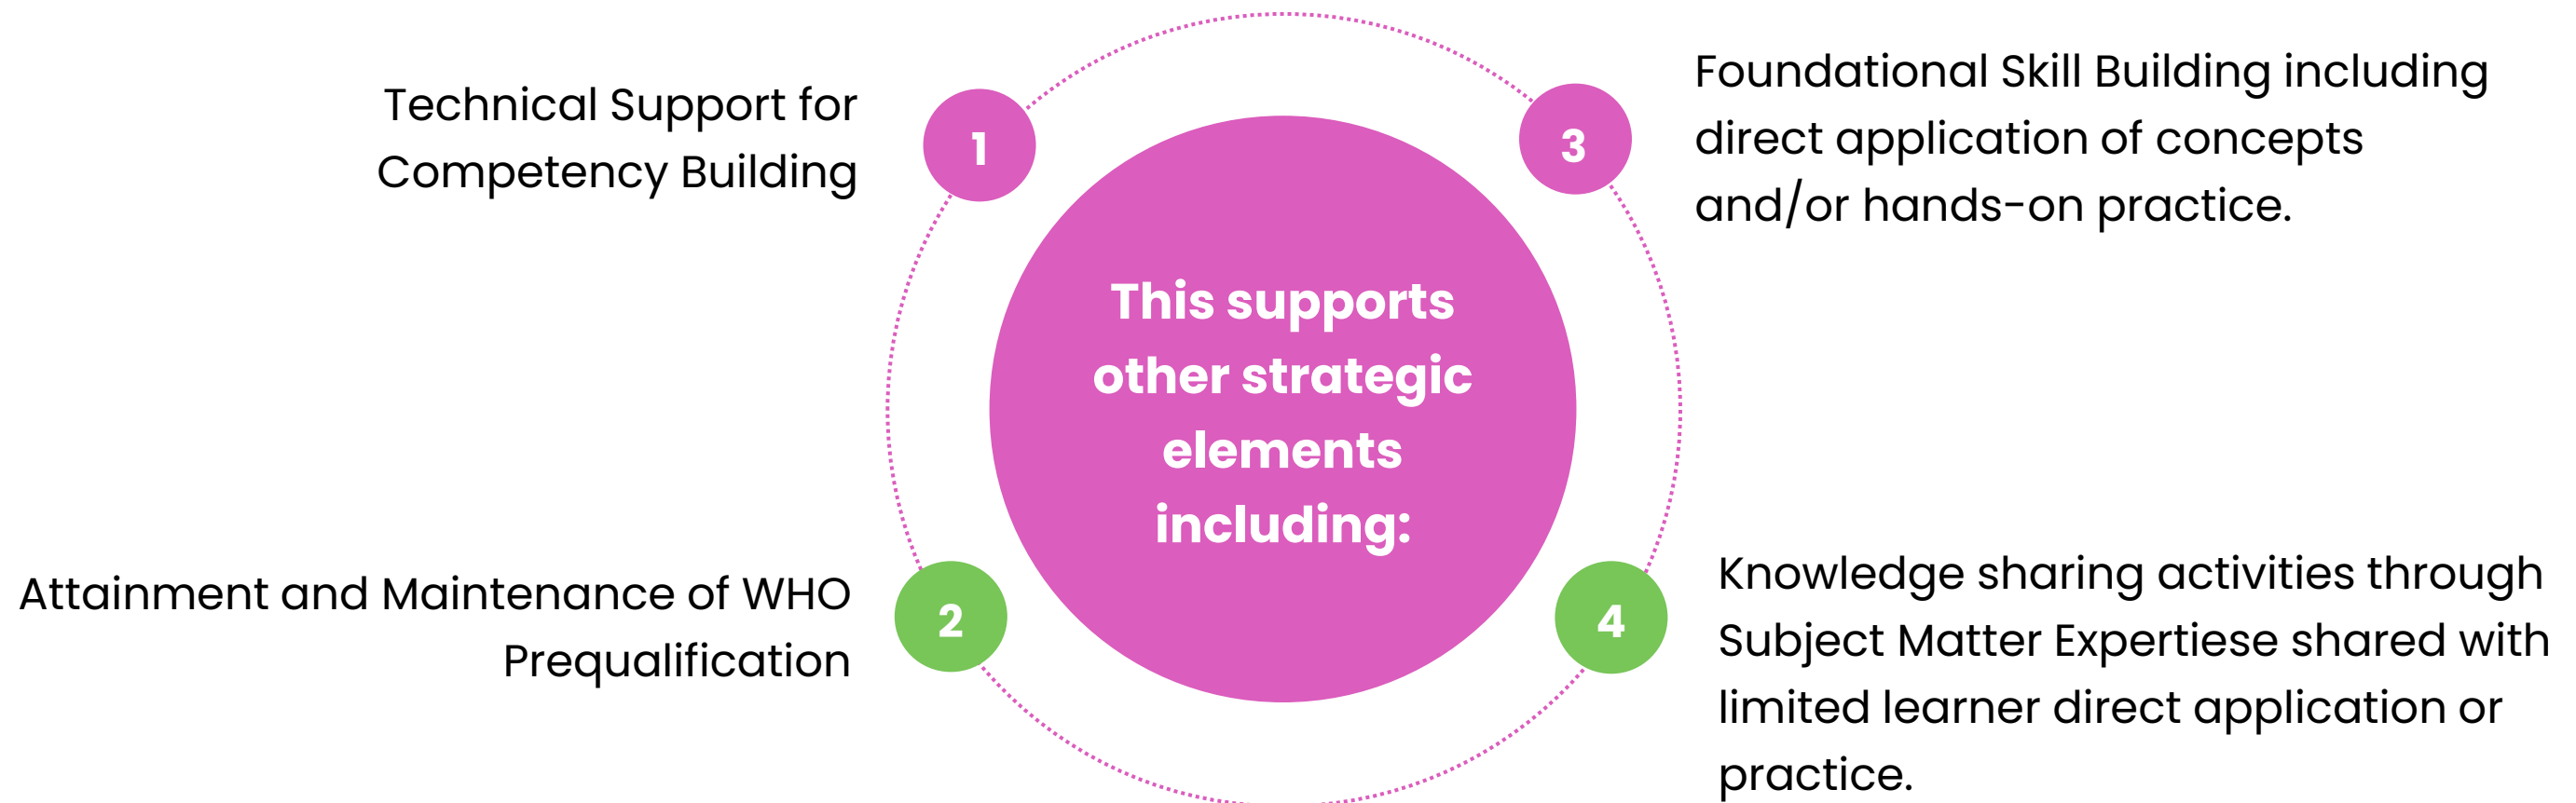 This supports
other strategic
elements
including:
1
Technical Support for
Competency Building
2
Attainment and Maintenance of WHO
Prequalification
3
Foundational Skill Building including
direct application of concepts
and/or hands-on practice.
4
Knowledge sharing activities through
Subject Matter Expertiese shared with
limited learner direct application or
practice.